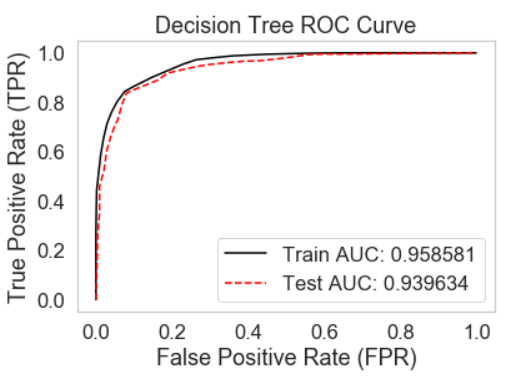 Decision Tree ROC Curve
True Positive Rate (TPR)
1.0
0.8
0.6
0.4
0.2
0.0
Train AUC: 0.958581
Test AUC: 0.939634
0.0 0.2 0.4 0.6 0.8 1.0
False Positive Rate (FPR)